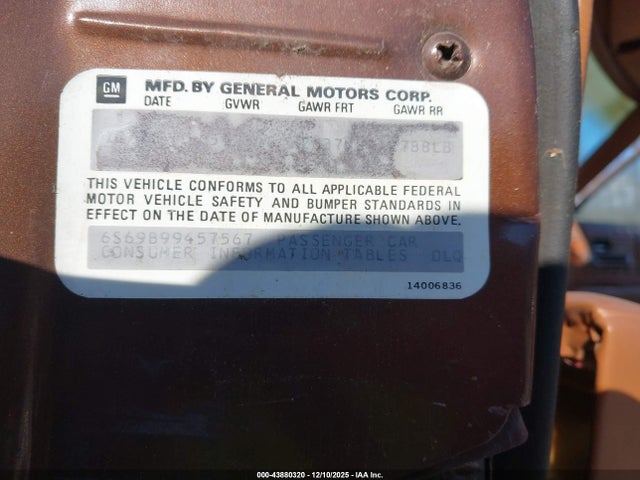 GM
MFD. BY GENERAL MOTORS CORP.
DATE GVWR GAWR FRT GAWR RR
THIS VEHICLE CONFORMS TO ALL APPLICABLE FEDERAL
MOTOR VEHICLE SAFETY AND BUMPER STANDARDS IN
EFFECT ON THE DATE OF MANUFACTURE SHOWN ABOVE.
6S69B99457567 PASSENGER CAR
CONSUMER INFORMATION TABLES OLQ
14006836
000-43880320 - 12/10/2025 - IAA Inc.